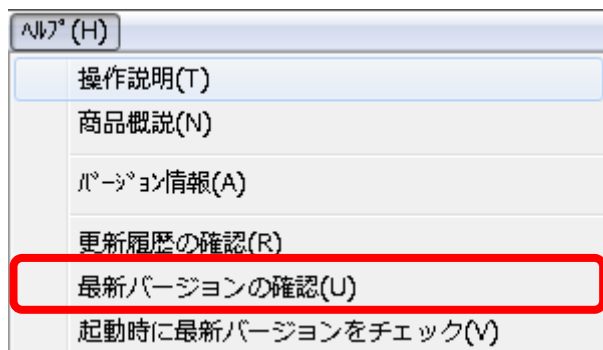 ﾍﾙﾌﾟ(H)
操作説明(T)
商品概説(N)
ﾊﾞｰｼﾞｮﾝ情報(A)
更新履歴の確認(R)
最新バージョンの確認(U)
起動時に最新バージョンをチェック(V)